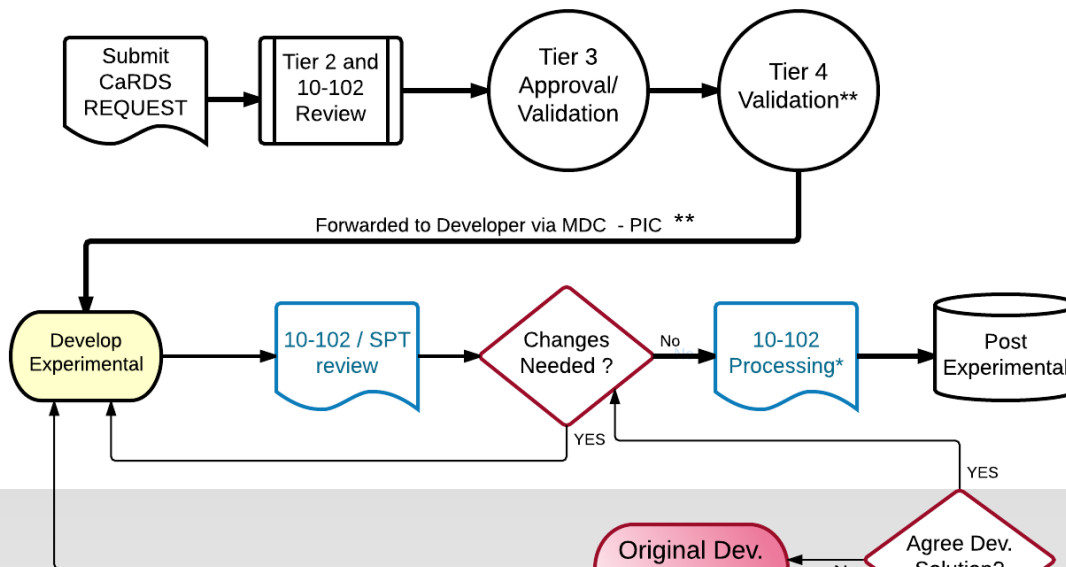 Submit
CaRDS
REQUEST
Tier 2 and
10-102
Review
Tier 3
Approval/
Validation
Tier 4
Validation**
Forwarded to Developer via MDC - PIC **
Develop
Experimental
10-102 / SPT
review
Changes
Needed ?
No
10-102
Processing*
Post
Experimental
YES
YES
Original Dev.
Agree Dev.
Solution?
No